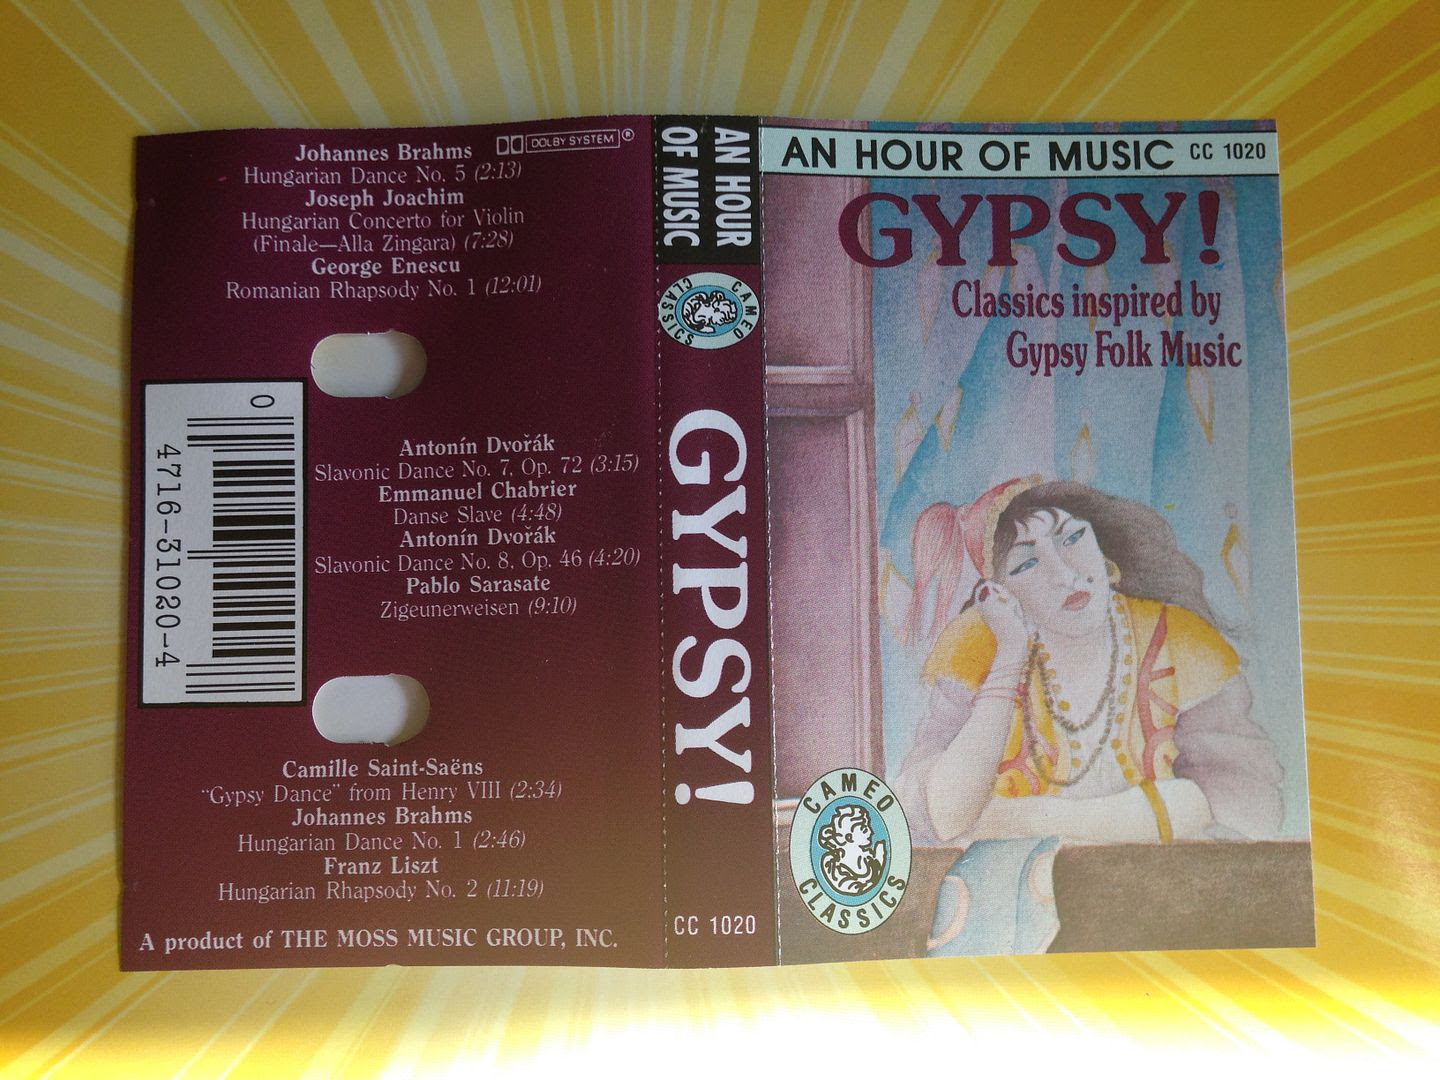 Johannes Brahms
DOLBY SYSTEM®
Hungarian Dance No. 5 (2:13)
Joseph Joachim
Hungarian Concerto for Violin
(Finale—Alla Zingara) (7:28)
George Enescu
Romanian Rhapsody No. 1 (12:01)
0
4716-31020-4
Antonín Dvořák
Slavonic Dance No. 7, Op. 72 (3:15)
Emmanuel Chabrier
Danse Slave (4:48)
Antonín Dvořák
Slavonic Dance No. 8, Op. 46 (4:20)
Pablo Sarasate
Zigeunerweisen (9:10)
Camille Saint-Saëns
"Gypsy Dance" from Henry VIII (2:34)
Johannes Brahms
Hungarian Dance No. 1 (2:46)
Franz Liszt
Hungarian Rhapsody No. 2 (11:19)
A product of THE MOSS MUSIC GROUP, INC.
AN HOUR
OF MUSIC
CAMEO
CLASSICS
GYPSY!
CC 1020
AN HOUR OF MUSIC CC 1020
GYPSY!
Classics inspired by
Gypsy Folk Music
CAMEO
CLASSICS